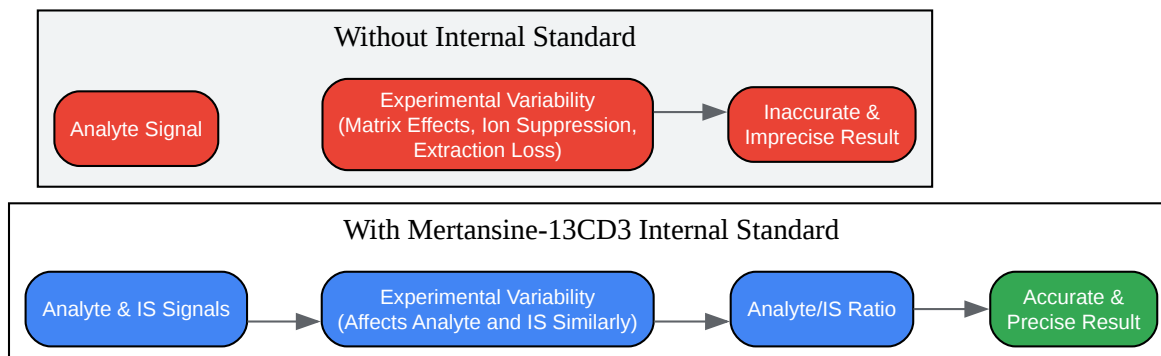 Without Internal Standard
Analyte Signal
Experimental Variability
(Matrix Effects, Ion Suppression,
Extraction Loss)
Inaccurate &
Imprecise Result
With Mertansine-13CD3 Internal Standard
Analyte & IS Signals
Experimental Variability
(Affects Analyte and IS Similarly)
Analyte/IS Ratio
Accurate &
Precise Result